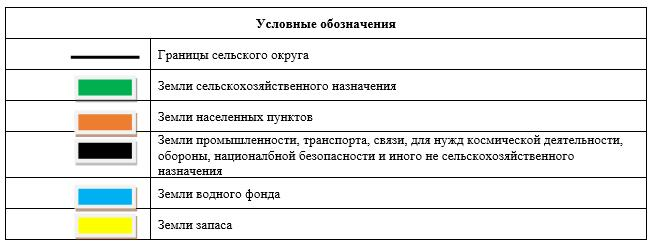 Условные обозначения
Границы сельского округа
Земли сельскохозяйственного назначения
Земли населенных пунктов
Земли промышленности, транспорта, связи, для нужд космической деятельности,
обороны, националбной безопасности и иного не сельскохозяйственного
назначения
Земли водного фонда
Земли запаса